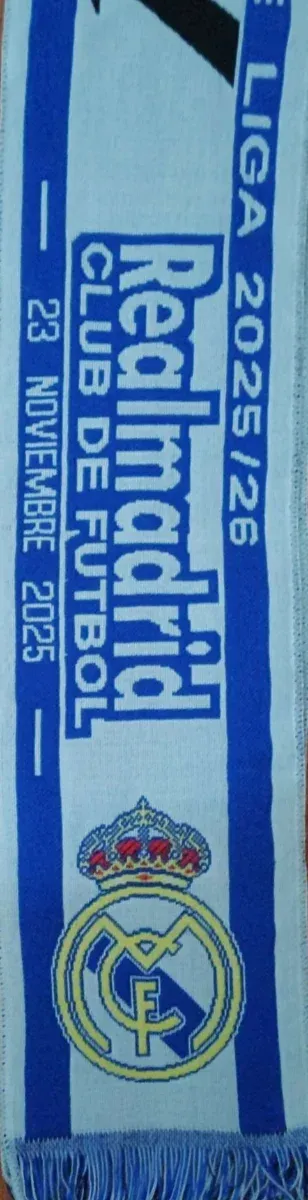 E LIGA 2025/26
Realmadrid
CLUB DE FUTBOL
— 23 NOVIEMBRE 2025 —